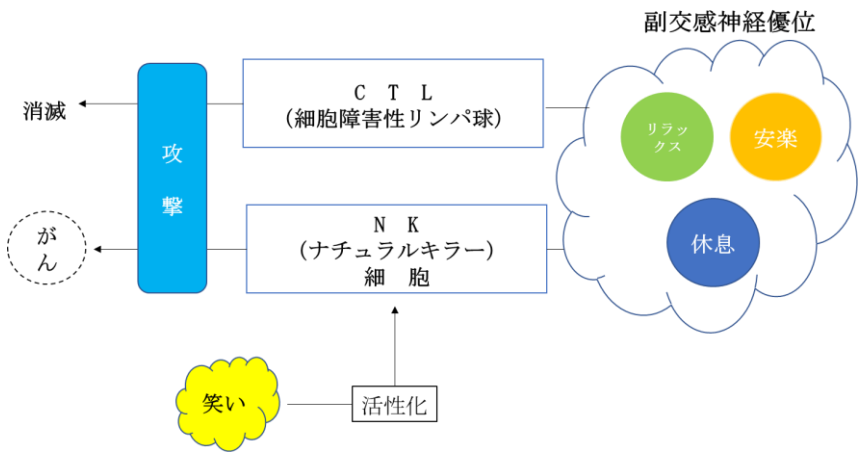 副交感神経優位
C T L
(細胞障害性リンパ球)
消滅
攻
撃
リラッ
クス
安楽
休息
N K
(ナチュラルキラー)
細 胞
が
ん
笑い
活性化